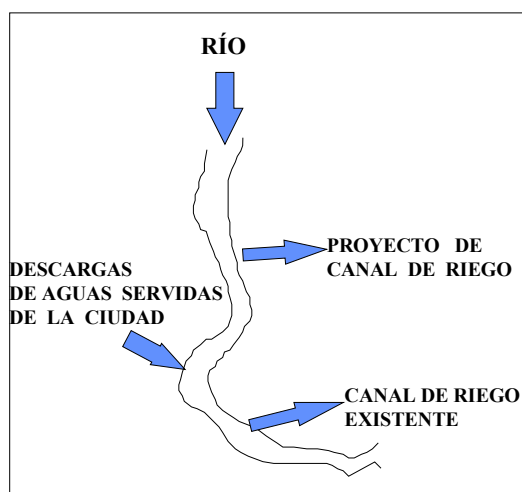 RÍO
PROYECTO DE
CANAL DE RIEGO
DESCARGAS
DE AGUAS SERVIDAS
DE LA CIUDAD
CANAL DE RIEGO
EXISTENTE